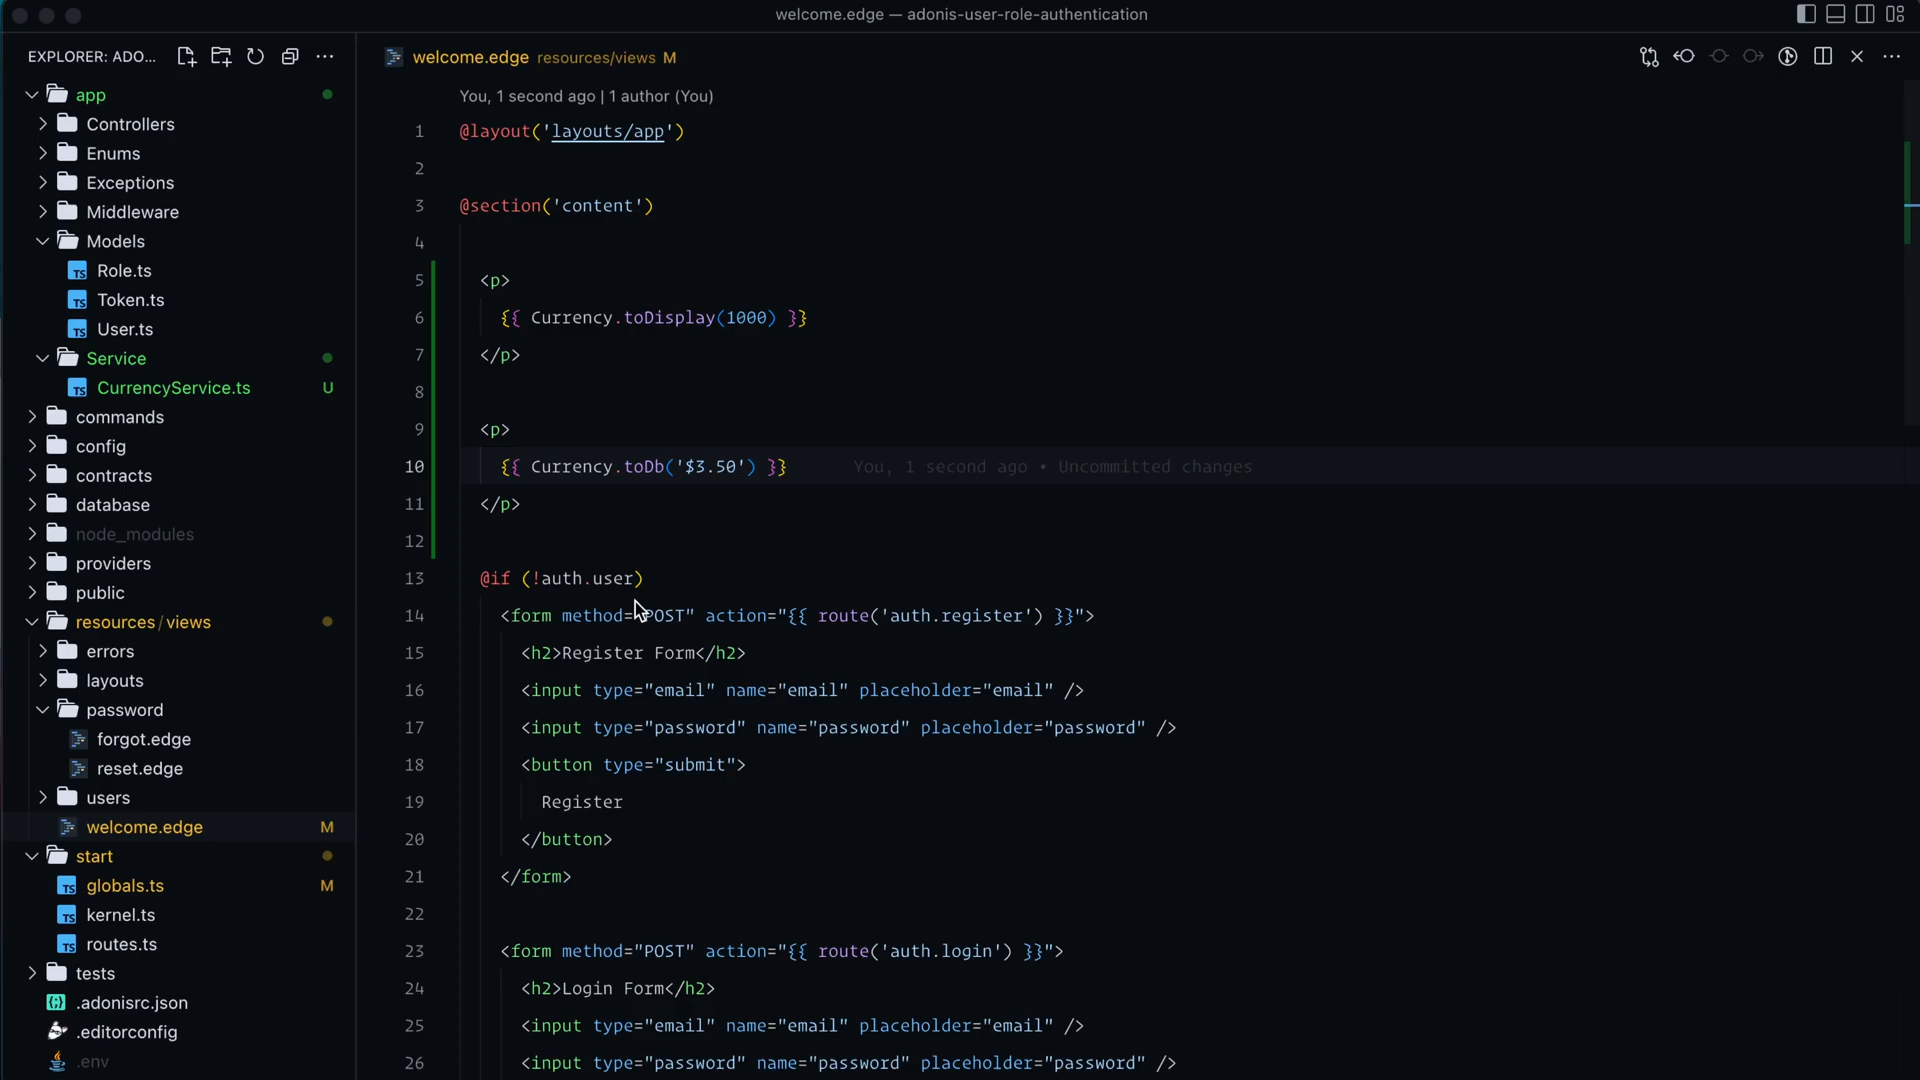 welcome.edge — adonis-user-role-authentication
EXPLORER: ADO...
app
Controllers
Enums
Exceptions
Middleware
Models
Role.ts
Token.ts
User.ts
Service
CurrencyService.ts U
commands
config
contracts
database
node_modules
providers
public
resources/views
errors
layouts
password
forgot.edge
reset.edge
users
welcome.edge M
start
globals.ts M
kernel.ts
routes.ts
tests
.adonisrc.json
.editorconfig
.env
welcome.edge resources/views M
You, 1 second ago | 1 author (You)
1 @layout('layouts/app')
2
3 @section('content')
4
5 <p>
6 {{ Currency.toDisplay(1000) }}
7 </p>
8
9 <p>
10 {{ Currency.toDb('$3.50') }} You, 1 second ago • Uncommitted changes
11 </p>
12
13 @if (!auth.user)
14 <form method="POST" action="{{ route('auth.register') }}">
15 <h2>Register Form</h2>
16 <input type="email" name="email" placeholder="email" />
17 <input type="password" name="password" placeholder="password" />
18 <button type="submit">
19 Register
20 </button>
21 </form>
22
23 <form method="POST" action="{{ route('auth.login') }}">
24 <h2>Login Form</h2>
25 <input type="email" name="email" placeholder="email" />
26 <input type="password" name="password" placeholder="password" />